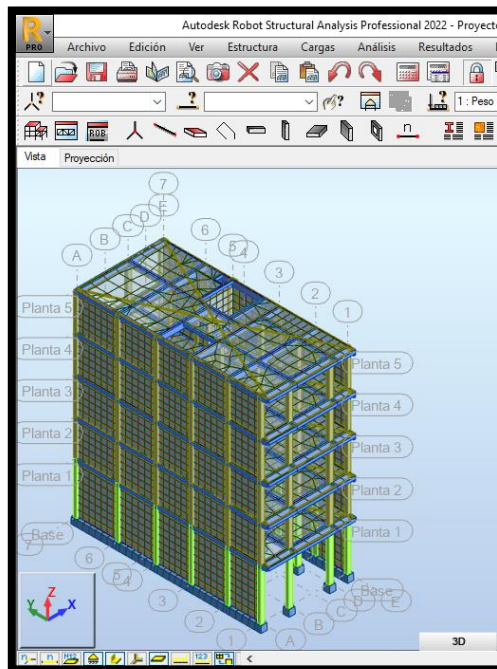 PRO
Autodesk Robot Structural Analysis Professional 2022 - Proyecto
Archivo Edición Ver Estructura Cargas Análisis Resultados
1 : Peso
ROB
Vista Proyección
7
E
D
C
B
A
6
5
4
3
2
1
Planta 5
Planta 5
Planta 4
Planta 4
Planta 3
Planta 3
Planta 2
Planta 2
Planta 1
Planta 1
Base
7
6
5
4
3
2
1
A
B
C
D
E
Base
Z
Y
X
3D